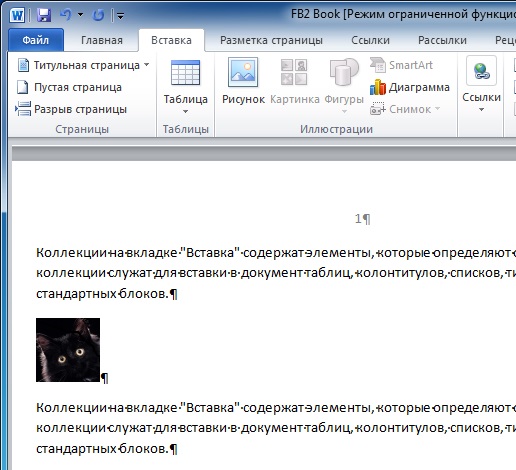 FB2 Book [Режим ограниченной функцио
Файл Главная Вставка Разметка страницы Ссылки Рассылки Рец
Титульная страница
Пустая страница
Разрыв страницы
Страницы
Таблица
Таблицы
Рисунок Картинка Фигуры
SmartArt
Диаграмма
Снимок
Иллюстрации
Ссылки
1¶
Коллекции·на·вкладке·"Вставка"·содержат·элементы,·которые·определяют·
коллекции·служат·для·вставки·в·документ·таблиц,·колонтитулов,·списков,·ти
стандартных·блоков.¶
¶
Коллекции·на·вкладке·"Вставка"·содержат·элементы,·которые·определяют·
коллекции·служат·для·вставки·в·документ·таблиц,·колонтитулов,·списков,·ти
стандартных·блоков.¶